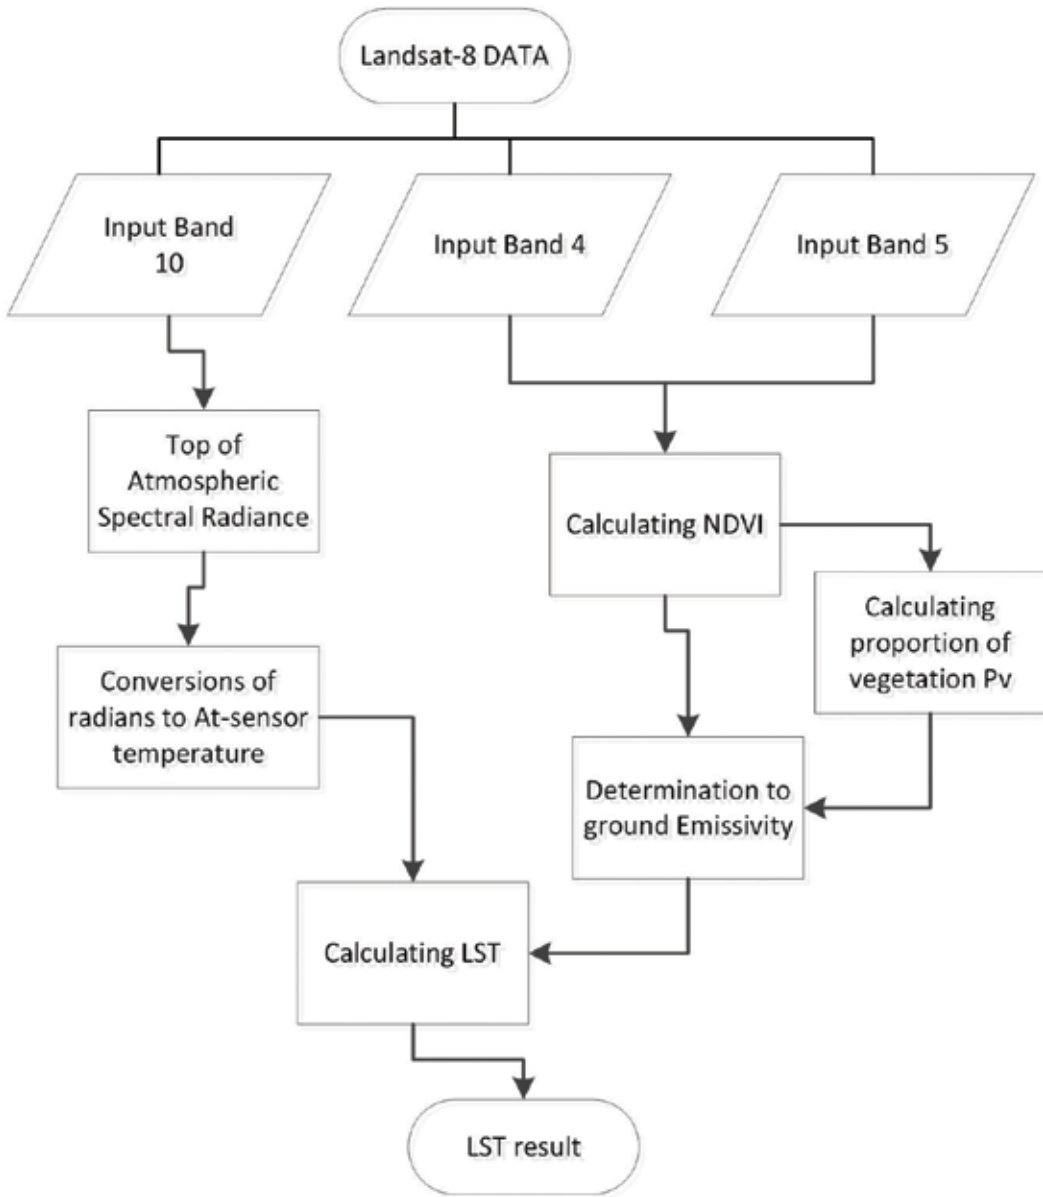 Landsat-8 DATA
Input Band
10
Input Band 4
Input Band 5
Top of
Atmospheric
Spectral Radiance
Calculating NDVI
Calculating
proportion of
vegetation Pv
Conversions of
radians to At-sensor
temperature
Determination to
ground Emissivity
Calculating LST
LST result